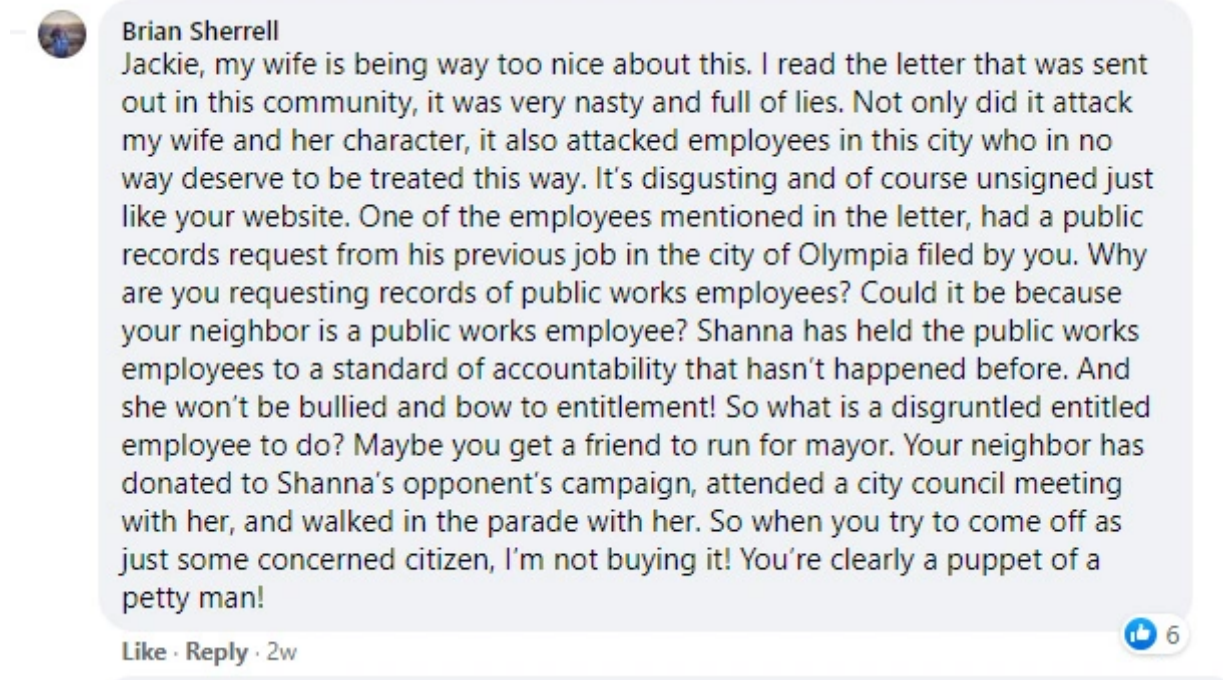 Brian Sherrell
Jackie, my wife is being way too nice about this. I read the letter that was sent
out in this community, it was very nasty and full of lies. Not only did it attack
my wife and her character, it also attacked employees in this city who in no
way deserve to be treated this way. It's disgusting and of course unsigned just
like your website. One of the employees mentioned in the letter, had a public
records request from his previous job in the city of Olympia filed by you. Why
are you requesting records of public works employees? Could it be because
your neighbor is a public works employee? Shanna has held the public works
employees to a standard of accountability that hasn't happened before. And
she won't be bullied and bow to entitlement! So what is a disgruntled entitled
employee to do? Maybe you get a friend to run for mayor. Your neighbor has
donated to Shanna's opponent's campaign, attended a city council meeting
with her, and walked in the parade with her. So when you try to come off as
just some concerned citizen, I'm not buying it! You're clearly a puppet of a
petty man!
6
Like · Reply · 2w